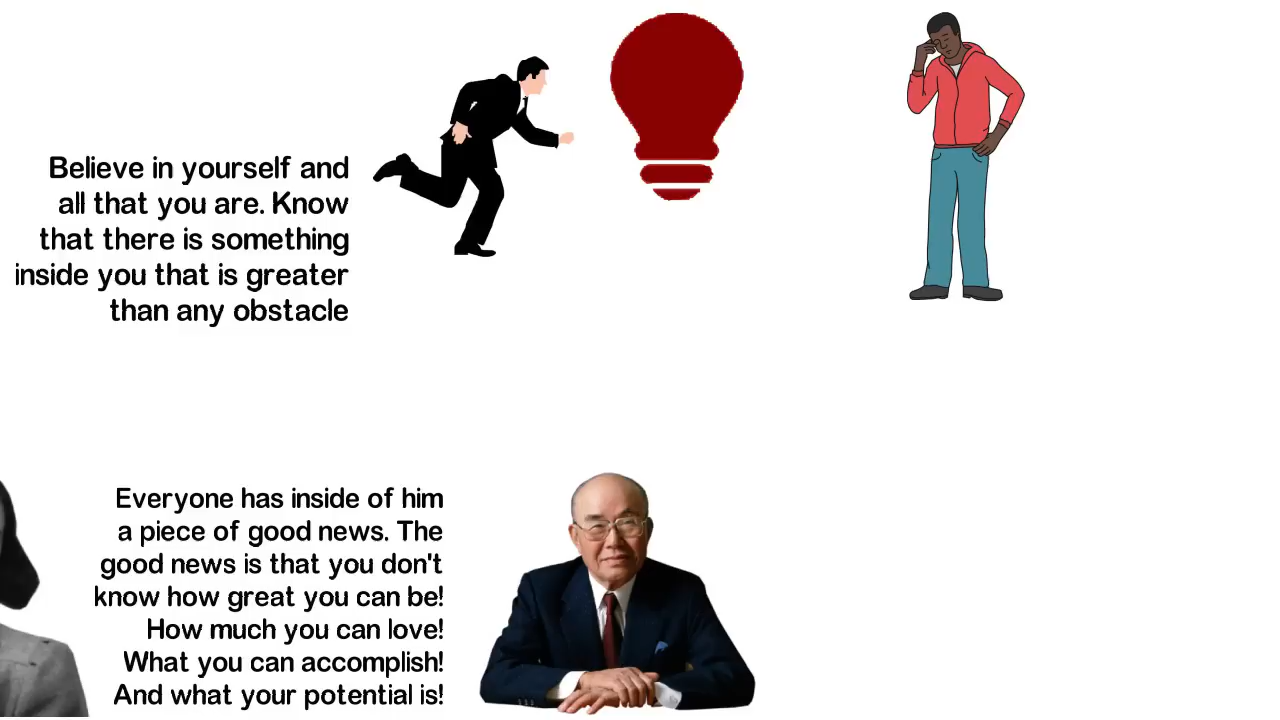 Believe in yourself and
all that you are. Know
that there is something
inside you that is greater
than any obstacle
Everyone has inside of him
a piece of good news. The
good news is that you don't
know how great you can be!
How much you can love!
What you can accomplish!
And what your potential is!